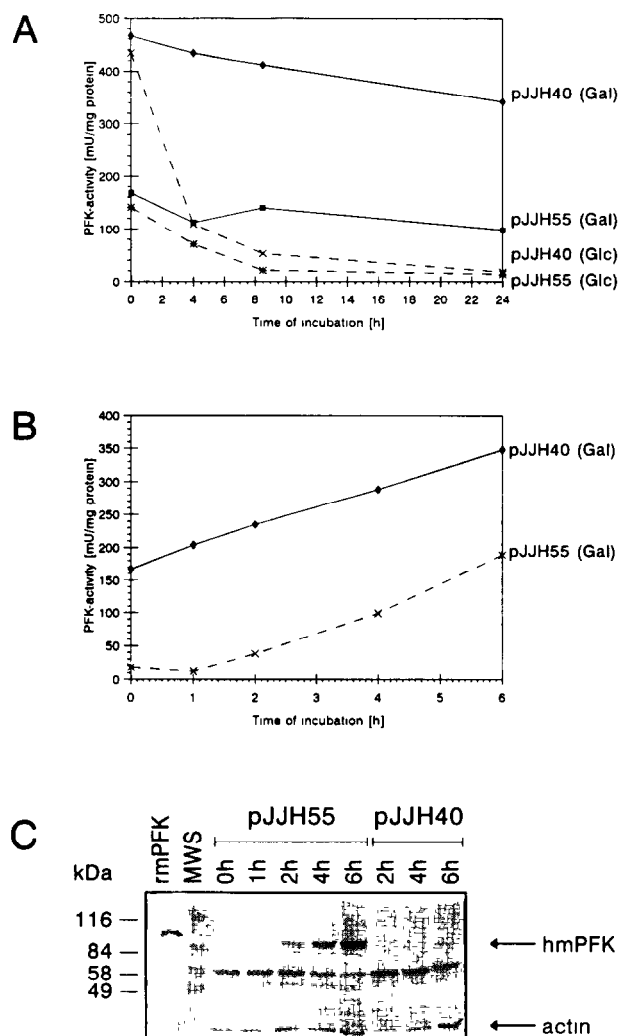 A
500
400
300
200
100
0
PFK-activity [mU/mg protein]
0 2 4 6 8 10 12 14 16 18 20 22 24
Time of incubation [h]
pJJH40 (Gal)
pJJH55 (Gal)
pJJH40 (Glc)
pJJH55 (Glc)
B
400
350
300
250
200
150
100
50
0
PFK-activity [mU/mg protein]
0 1 2 3 4 5 6
Time of incubation [h]
pJJH40 (Gal)
pJJH55 (Gal)
C
pJJH55 pJJH40
kDa rmPFK MWS 0h 1h 2h 4h 6h 2h 4h 6h
116
84
58
49
hmPFK
actin